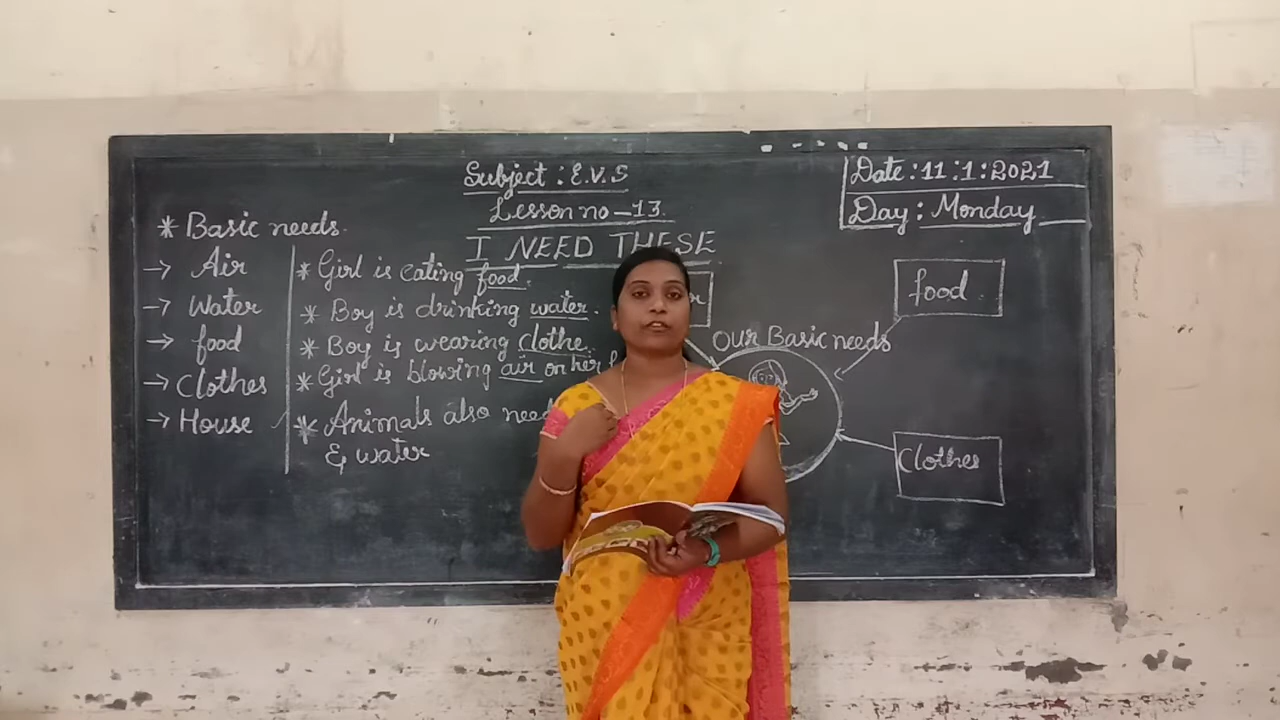 Subject : E.V.S
Lesson no - 13.
I NEED THESE
Date : 11 : 1 : 2021
Day : Monday
* Basic needs
→ Air
→ Water
→ food
→ Clothes
→ House
* Girl is eating food.
* Boy is drinking water.
* Boy is wearing clothe
* Girl is blowing air on her
* Animals also need
& water
OUR Basic needs
food
Clothes